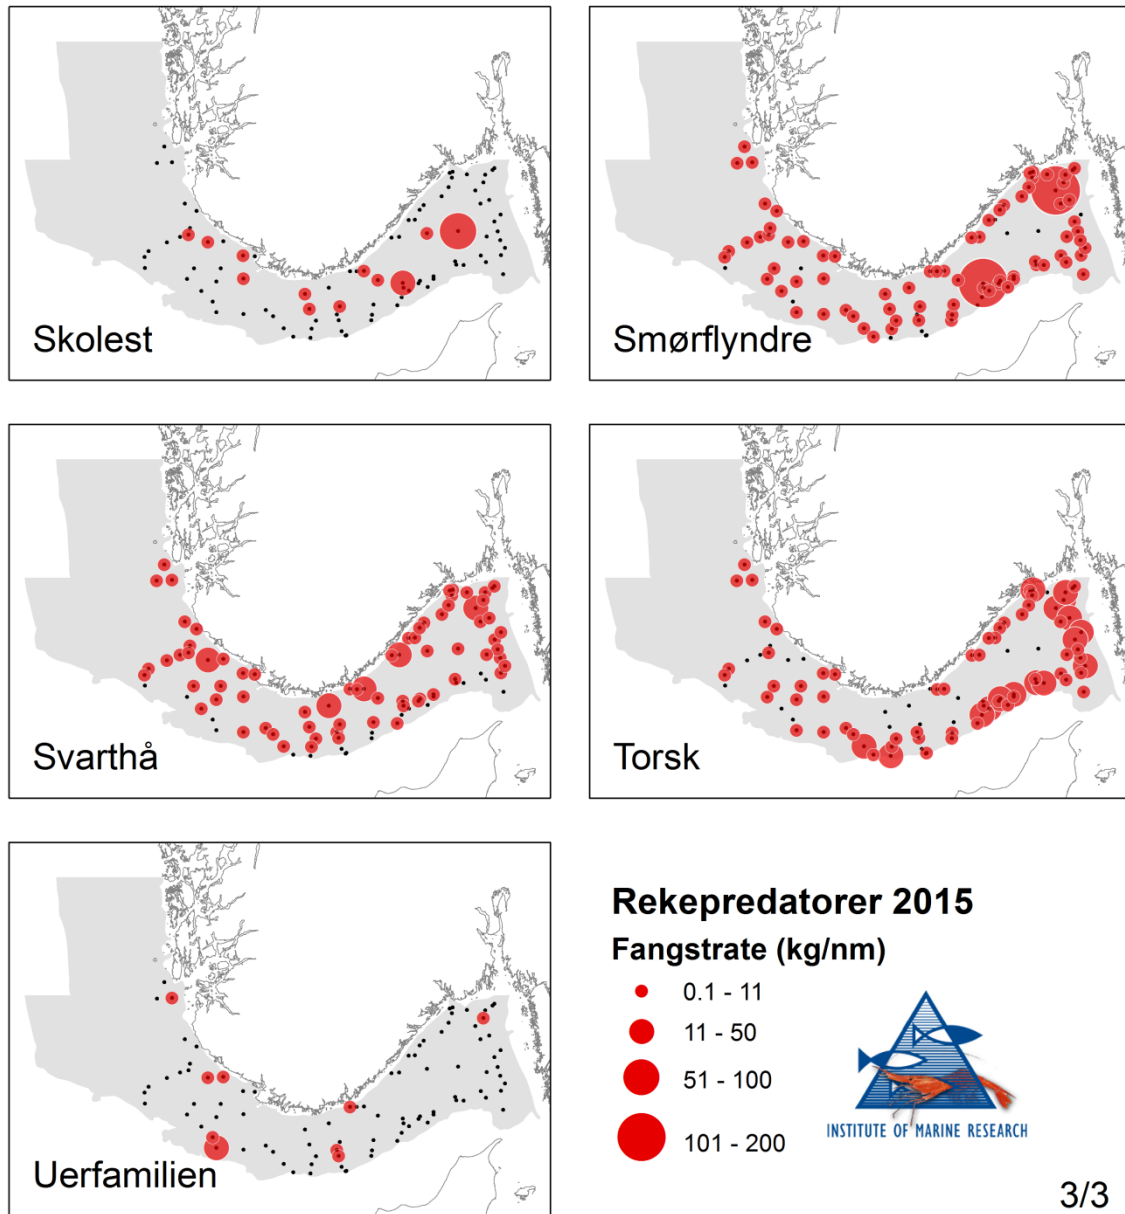 Skolest
Smørflyndre
Svarthå
Torsk
Uerfamilien
Rekepredatorer 2015
Fangstrate (kg/nm)
0.1 - 11
11 - 50
51 - 100
101 - 200
INSTITUTE OF MARINE RESEARCH
3/3